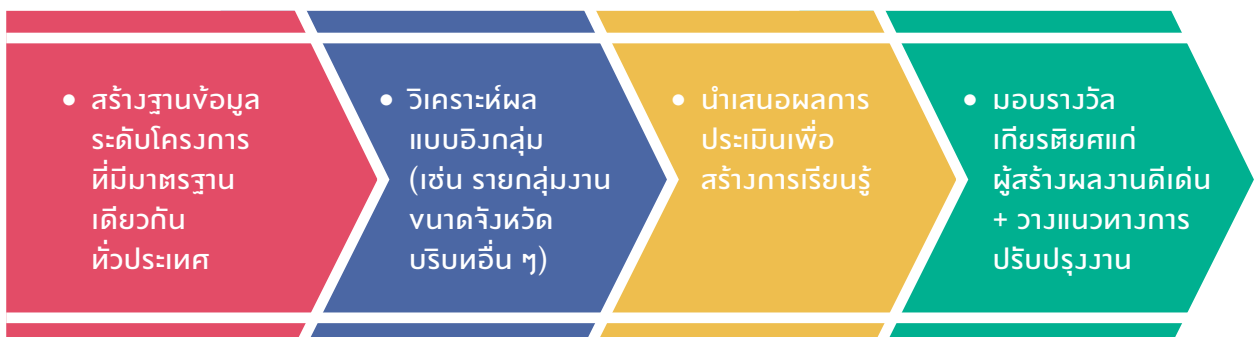 • สร้างฐานข้อมูล
ระดับโครงการ
ที่มีมาตรฐาน
เดียวกัน
ทั่วประเทศ
• วิเคราะห์ผล
แบบอิงกลุ่ม
(เช่น รายกลุ่มงาน
ขนาดจังหวัด
บริบทอื่น ๆ)
• นำเสนอผลการ
ประเมินเพื่อ
สร้างการเรียนรู้
• มอบรางวัล
เกียรติยศแก่
ผู้สร้างผลงานดีเด่น
+ วางแนวทางการ
ปรับปรุงงาน